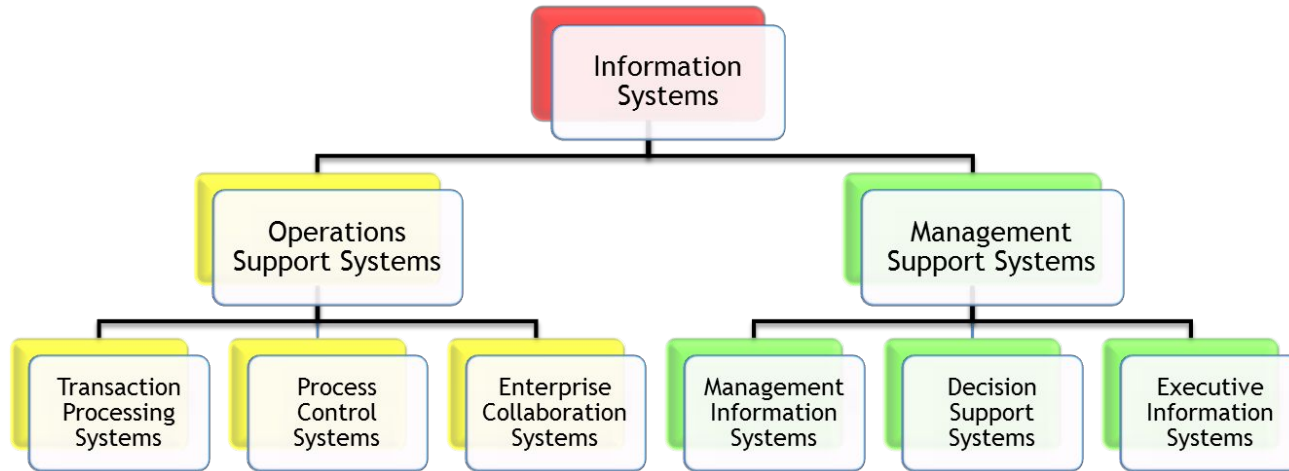 Information
Systems
Operations
Support Systems
Management
Support Systems
Transaction
Processing
Systems
Process
Control
Systems
Enterprise
Collaboration
Systems
Management
Information
Systems
Decision
Support
Systems
Executive
Information
Systems